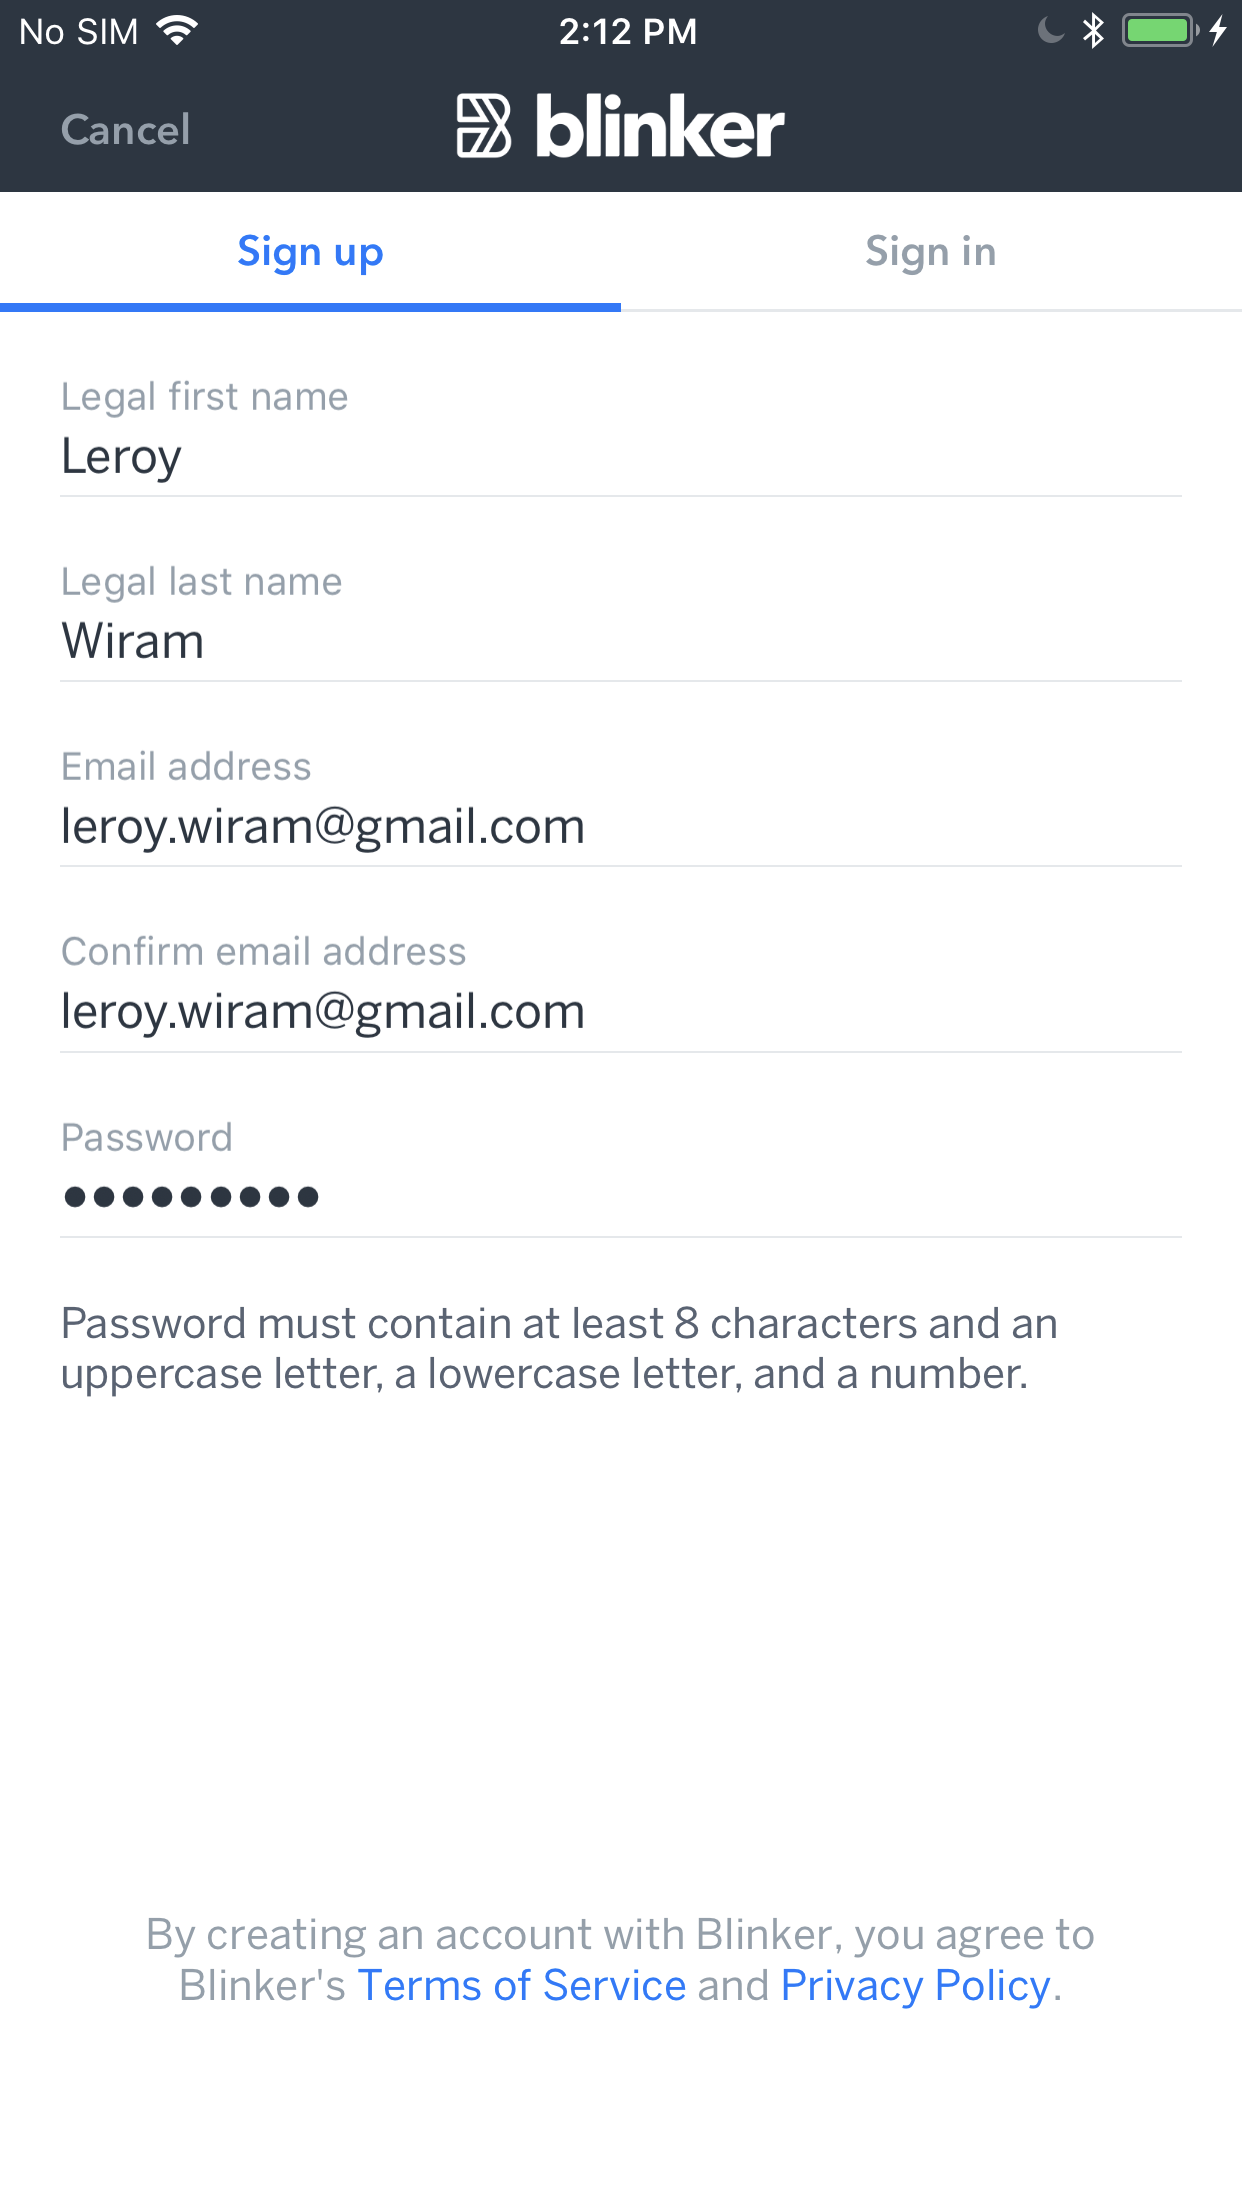 No SIM 2:12 PM
Cancel blinker
Sign up Sign in
Legal first name
Leroy
Legal last name
Wiram
Email address
leroy.wiram@gmail.com
Confirm email address
leroy.wiram@gmail.com
Password
●●●●●●●●●
Password must contain at least 8 characters and an
uppercase letter, a lowercase letter, and a number.
By creating an account with Blinker, you agree to
Blinker's Terms of Service and Privacy Policy.